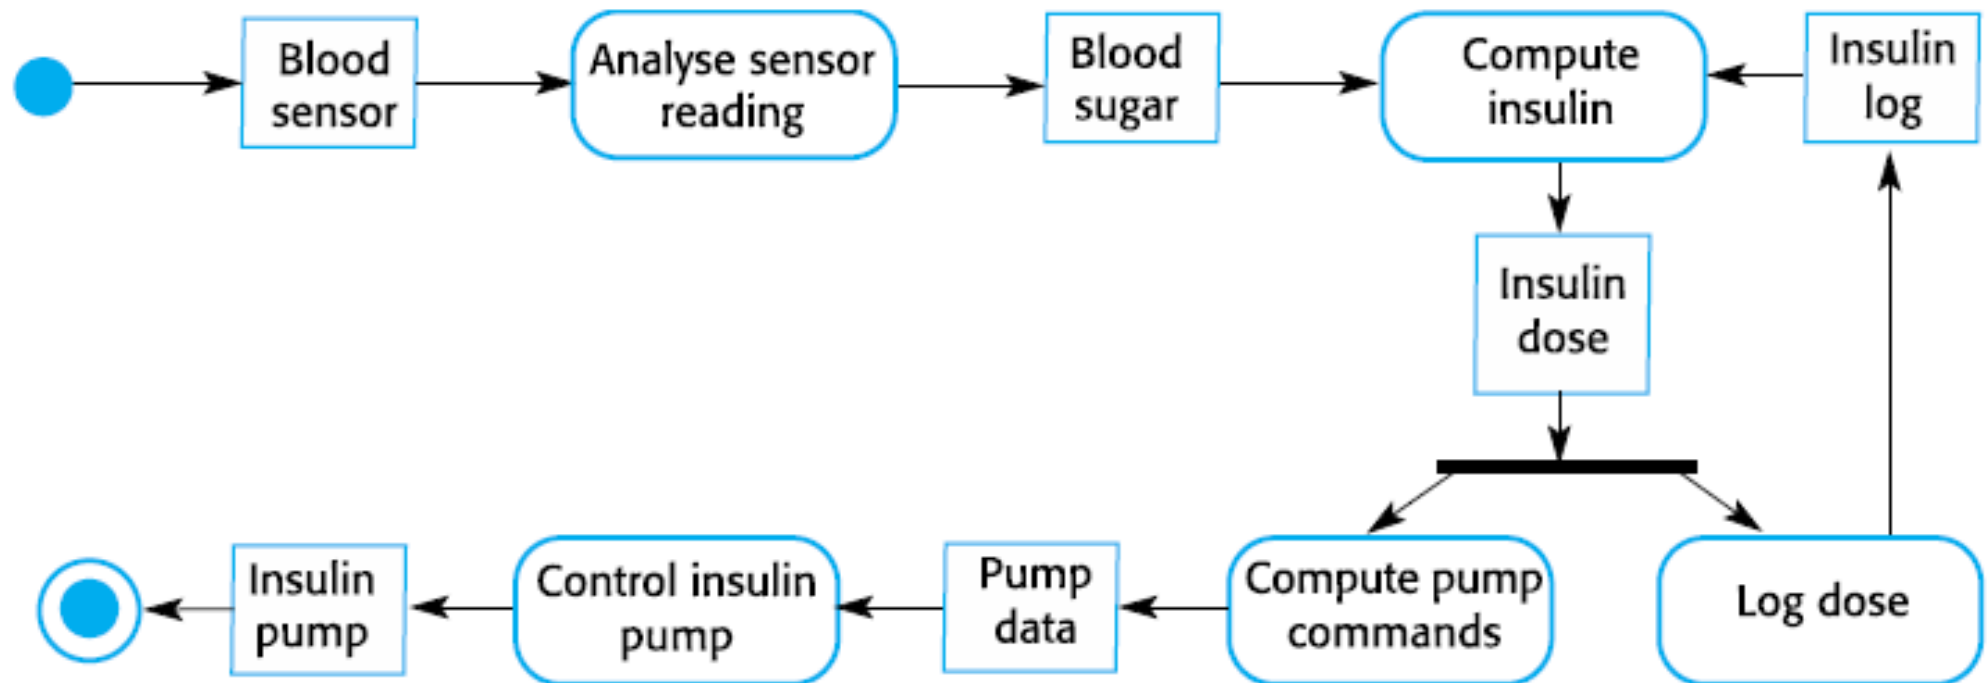 Blood
sensor
Analyse sensor
reading
Blood
sugar
Compute
insulin
Insulin
log
Insulin
dose
Insulin
pump
Control insulin
pump
Pump
data
Compute pump
commands
Log dose